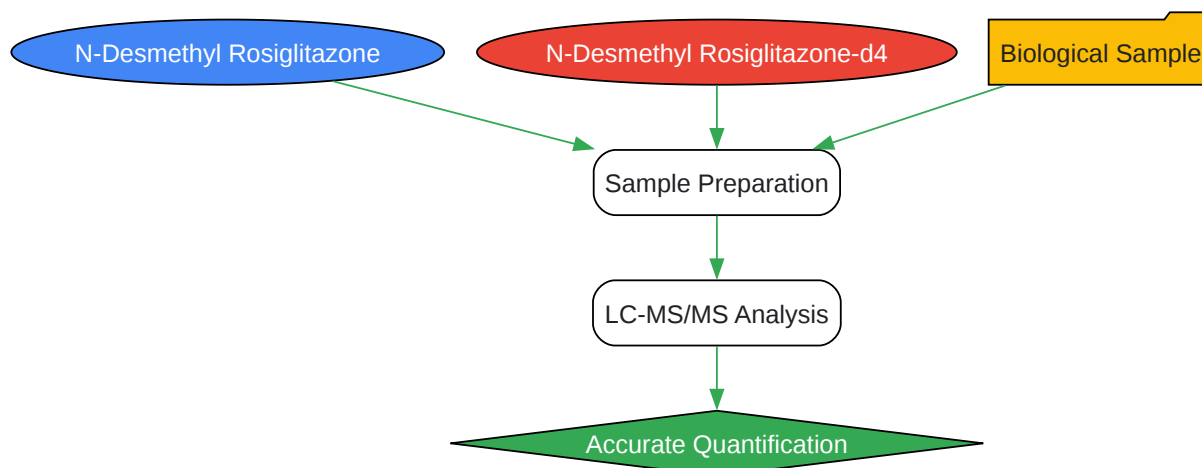 N-Desmethyl Rosiglitazone
N-Desmethyl Rosiglitazone-d4
Biological Sample
Sample Preparation
LC-MS/MS Analysis
Accurate Quantification